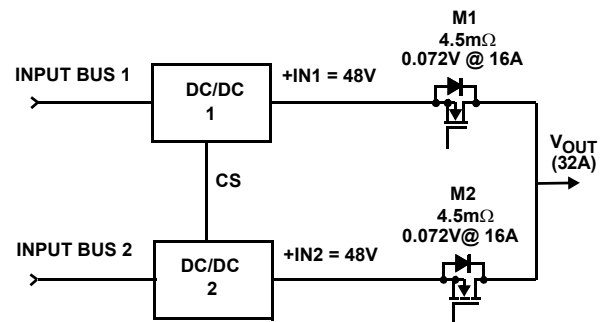 M1
4.5mΩ
0.072V @ 16A
INPUT BUS 1
DC/DC
1
+IN1 = 48V
VOUT
(32A)
CS
M2
4.5mΩ
0.072V@ 16A
INPUT BUS 2
DC/DC
2
+IN2 = 48V